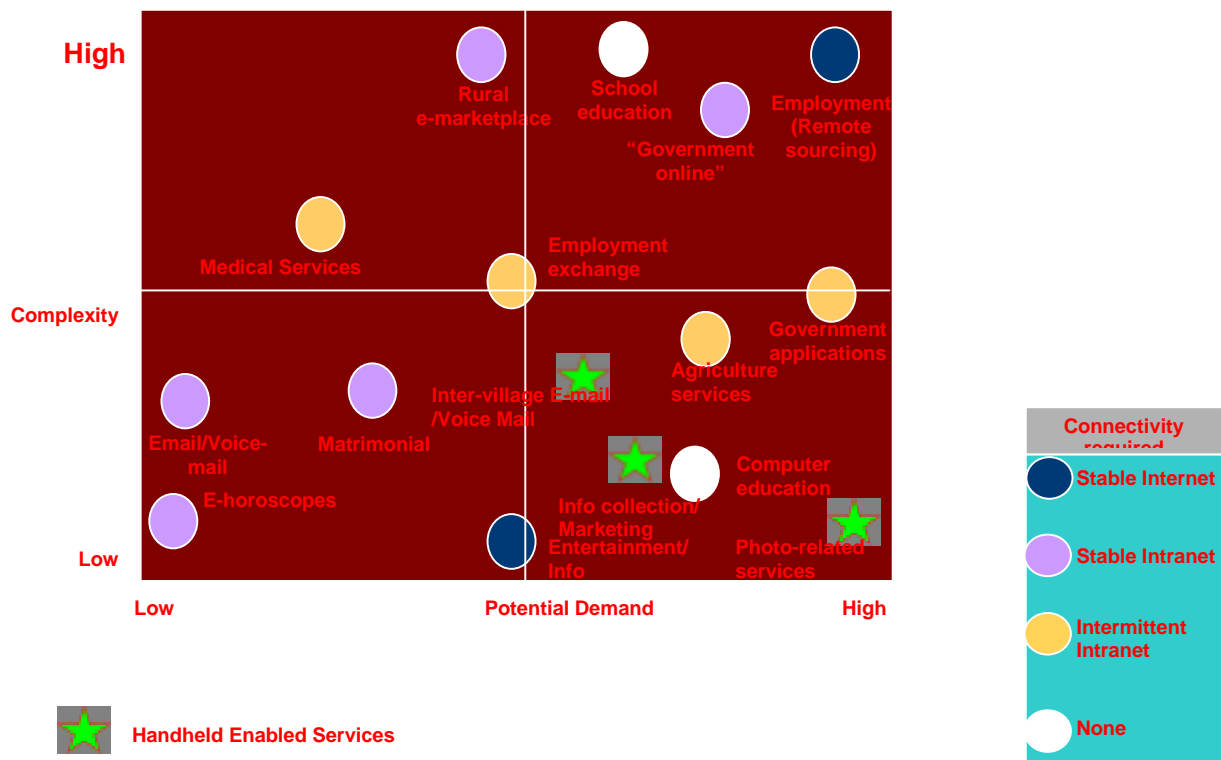 High
Rural
e-marketplace
School
education
"Government
online"
Employment
(Remote
sourcing)
Medical Services
Employment
exchange
Complexity
Government
applications
Agriculture
services
Inter-village E-mail
/Voice Mail
Email/Voice-
mail
Matrimonial
E-horoscopes
Computer
education
Info collection/
Marketing
Entertainment/
Info
Photo-related
services
Low
Low
Potential Demand
High
Connectivity
required
Stable Internet
Stable Intranet
Intermittent
Intranet
None
Handheld Enabled Services